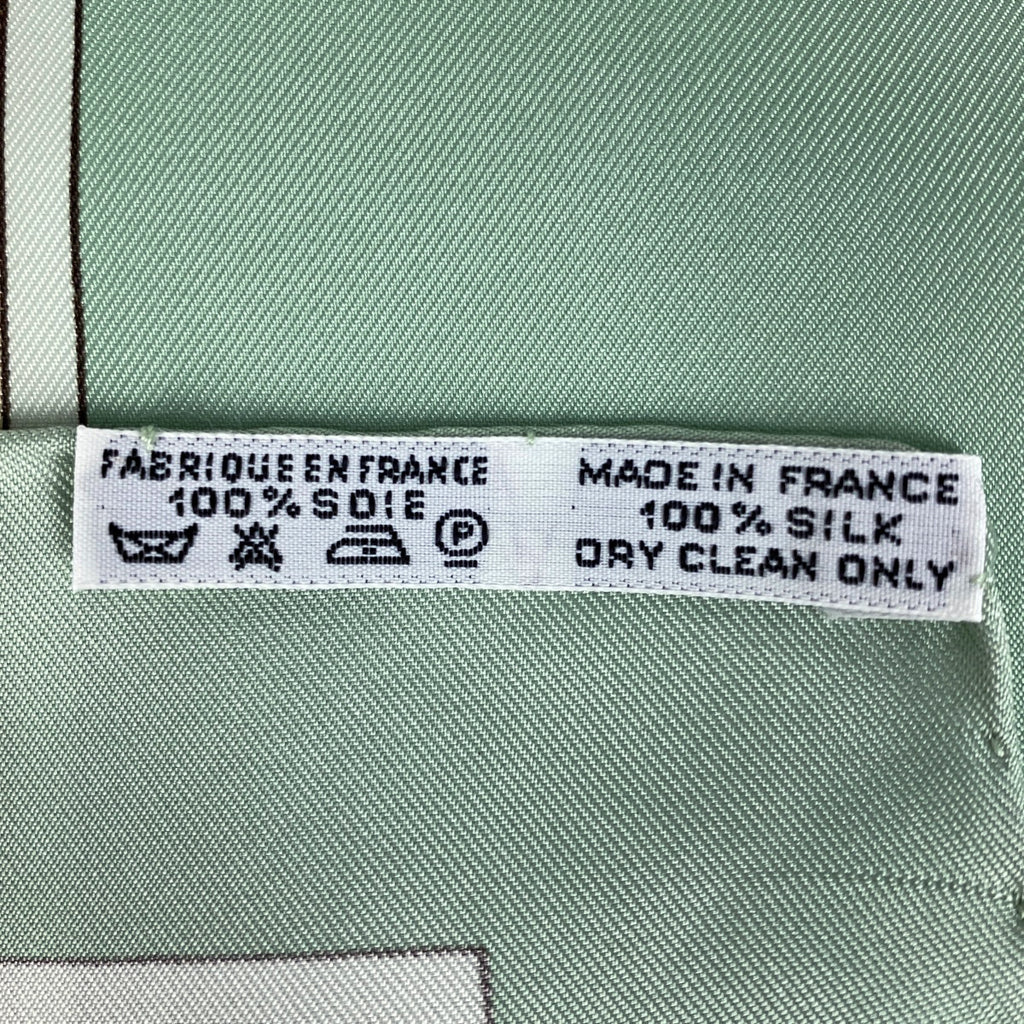 FABRIQUE EN FRANCE
100% SOIE
P
MADE IN FRANCE
100% SILK
DRY CLEAN ONLY